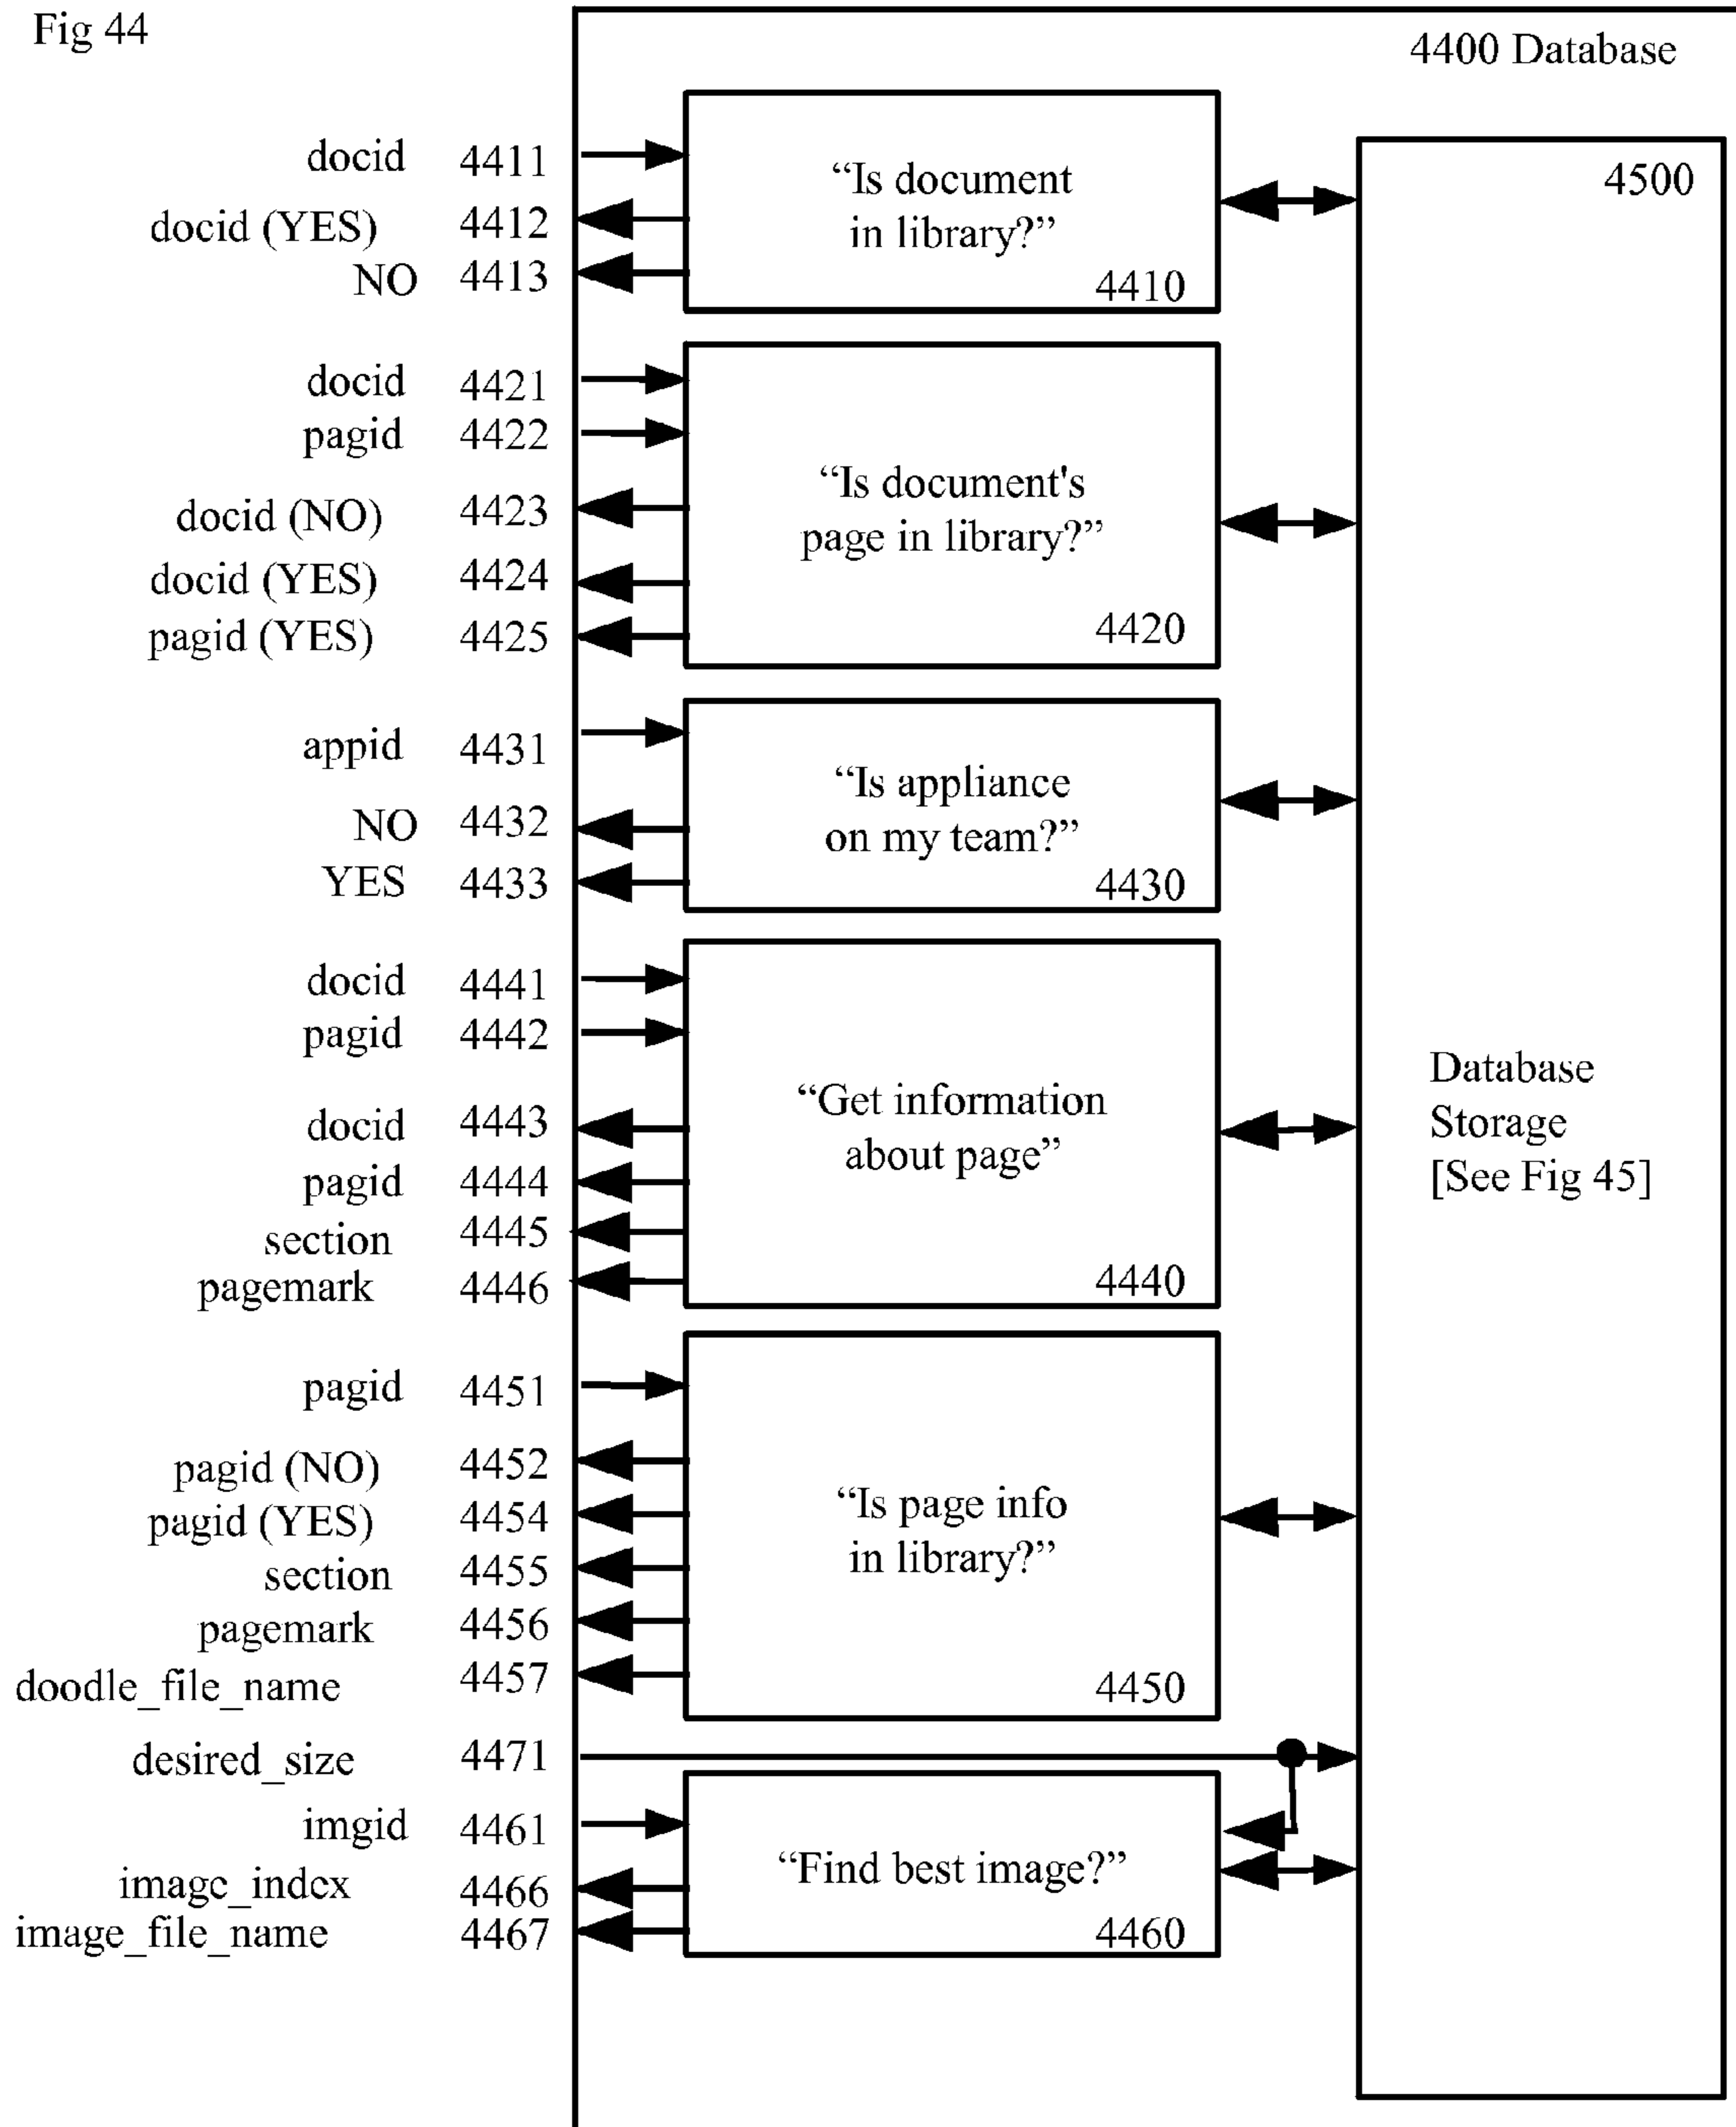 Fig 44
4400 Database
4500
docid 4411
docid (YES) 4412
NO 4413
“Is document
in library?”
4410
docid 4421
pagid 4422
docid (NO) 4423
docid (YES) 4424
pagid (YES) 4425
“Is document's
page in library?”
4420
appid 4431
NO 4432
YES 4433
“Is appliance
on my team?”
4430
docid 4441
pagid 4442
docid 4443
pagid 4444
section 4445
pagemark 4446
“Get information
about page”
4440
Database
Storage
[See Fig 45]
pagid 4451
pagid (NO) 4452
pagid (YES) 4454
section 4455
pagemark 4456
doodle_file_name 4457
“Is page info
in library?”
4450
desired_size 4471
imgid 4461
image_index 4466
image_file_name 4467
“Find best image?”
4460